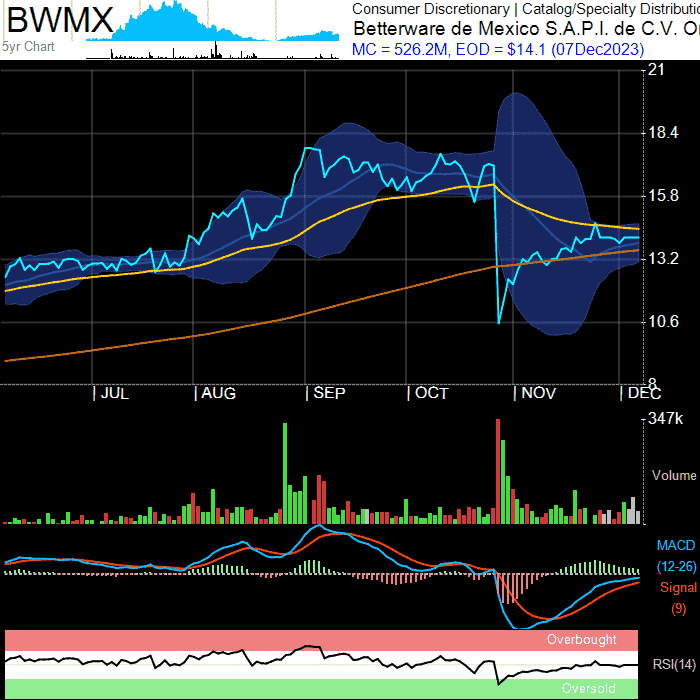 BWMX
5yr Chart
Consumer Discretionary | Catalog/Specialty Distributio
Betterware de Mexico S.A.P.I. de C.V. Or
MC = 526.2M, EOD = $14.1 (07Dec2023)
21
18.4
15.8
13.2
10.6
8
JUL
AUG
SEP
OCT
NOV
DEC
347k
Volume
MACD
(12-26)
Signal
(9)
Overbought
RSI(14)
Oversold